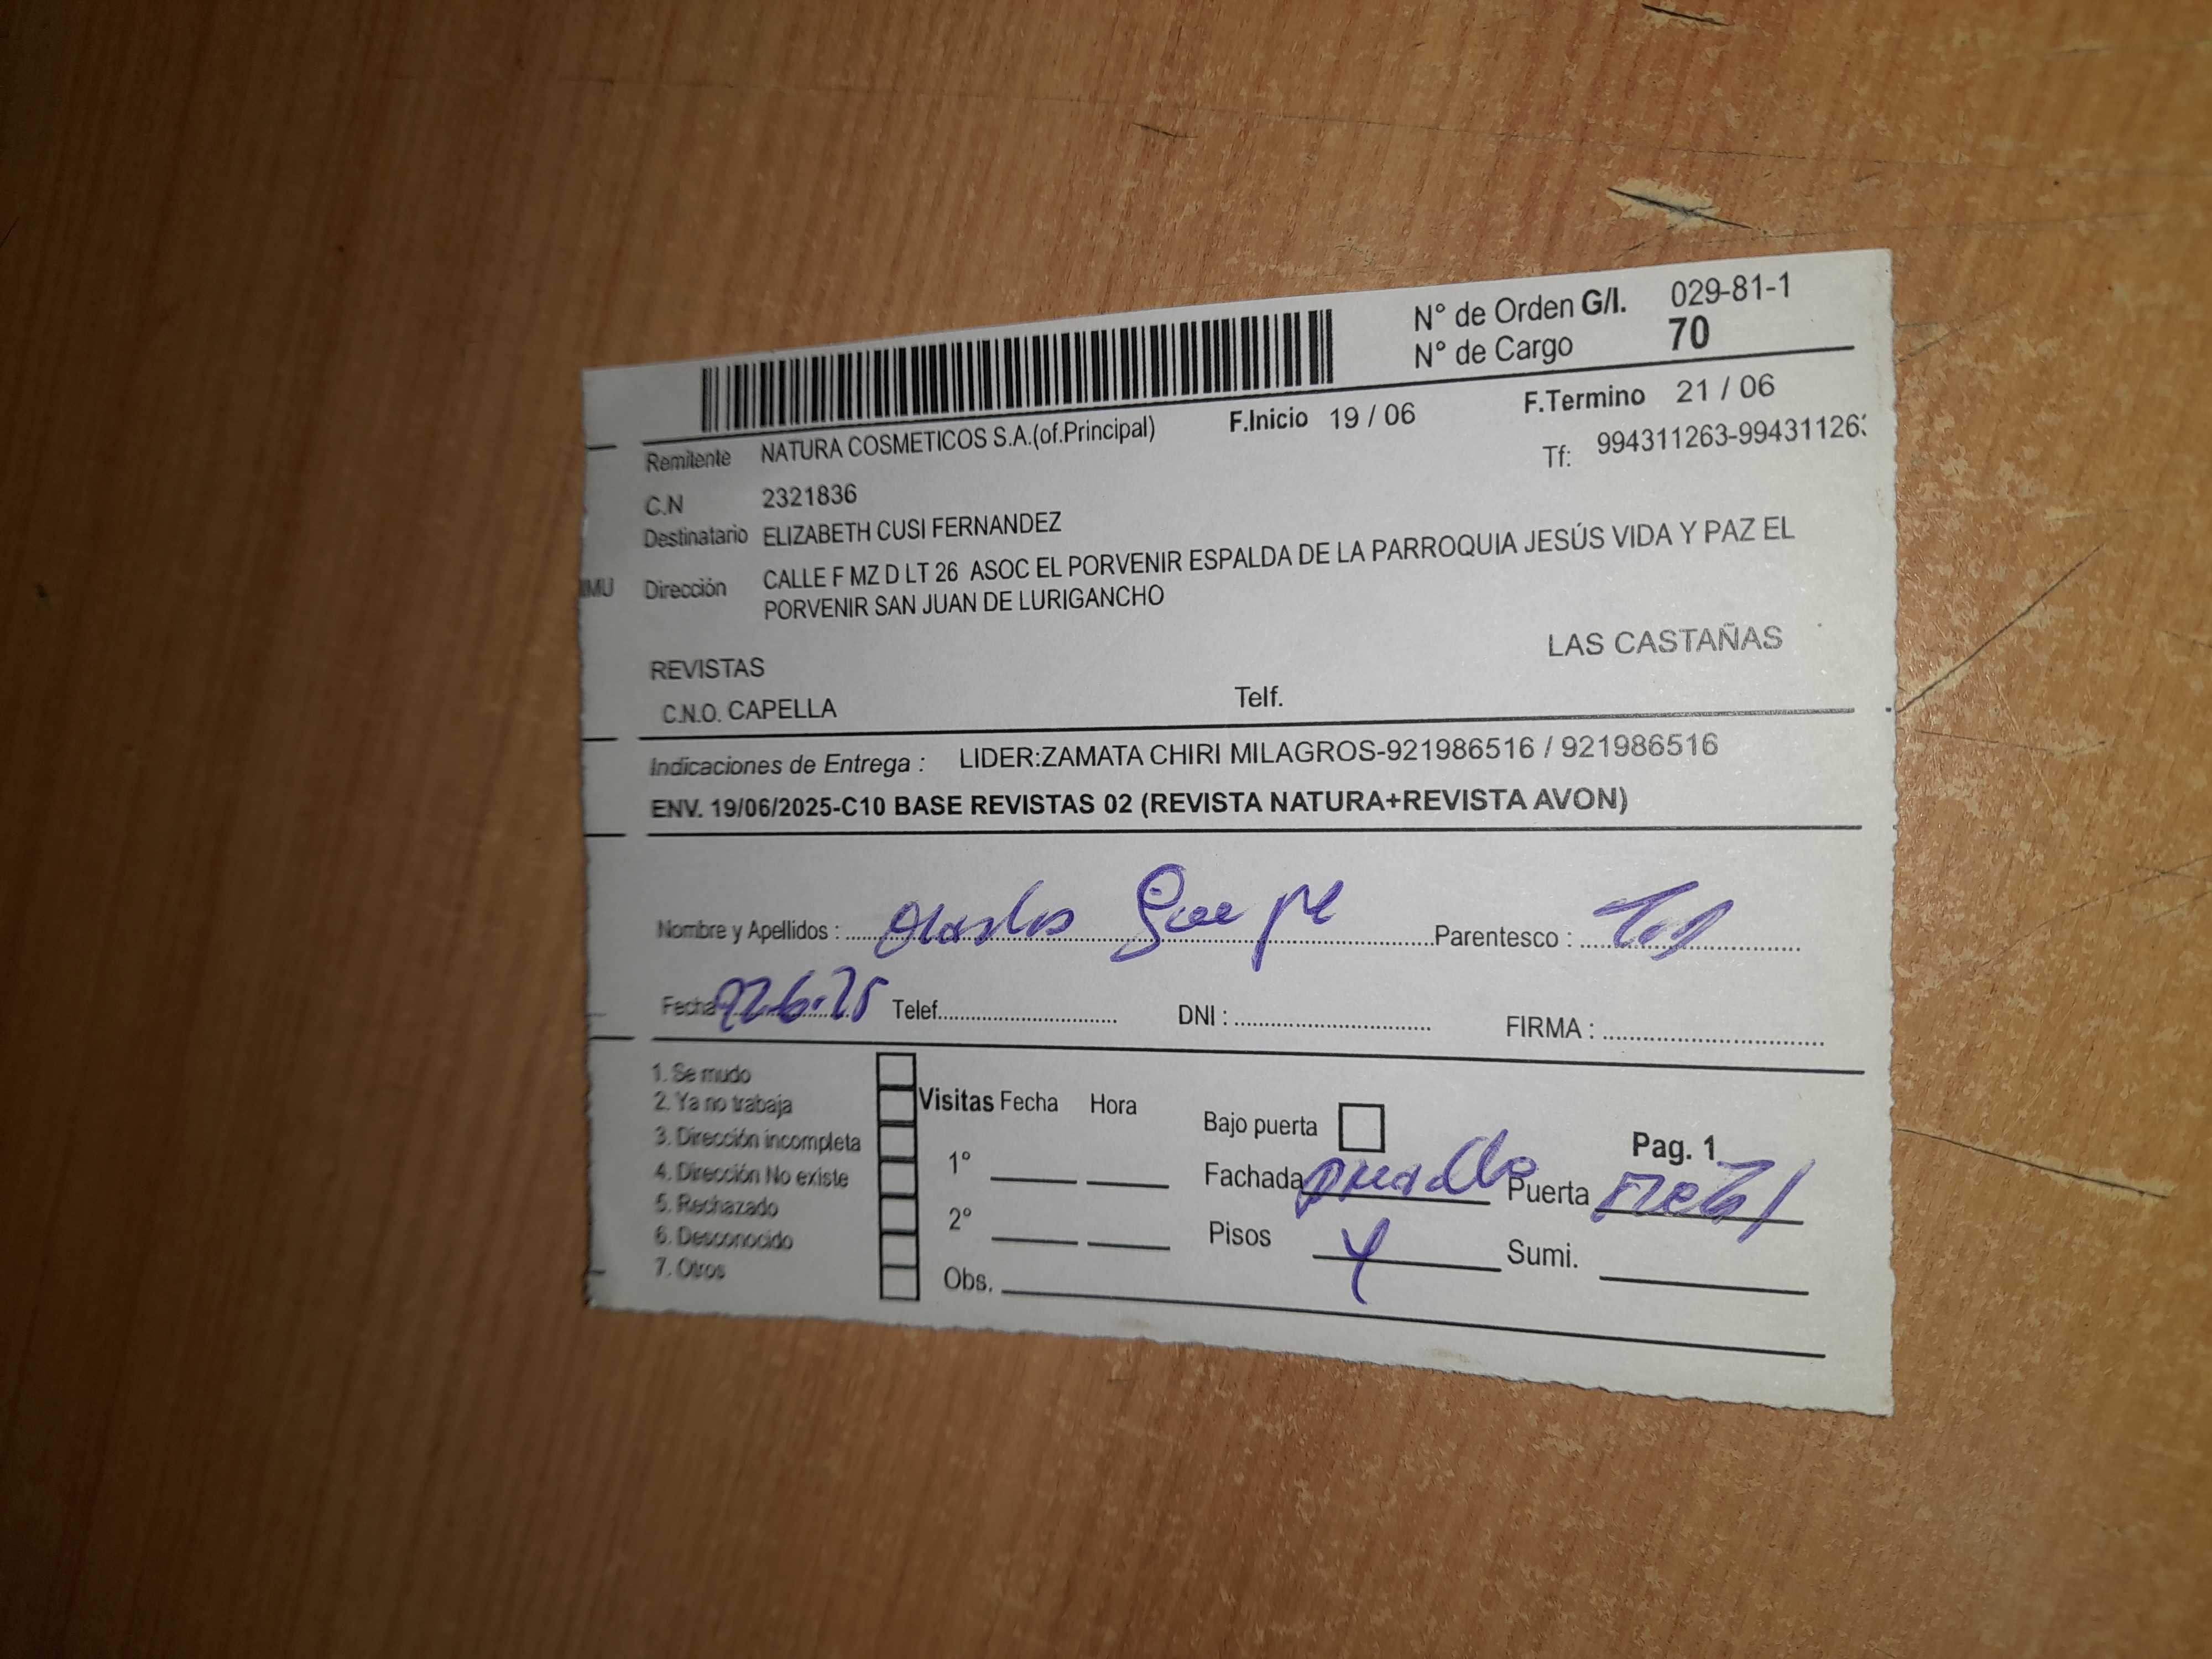 N° de Orden G/I. 029-81-1
N° de Cargo 70
Remitente NATURA COSMETICOS S.A.(of.Principal) F.Inicio 19 / 06 F.Termino 21 / 06
C.N 2321836 Tf: 994311263-99431126
Destinatario ELIZABETH CUSI FERNANDEZ
IMU Dirección CALLE F MZ D LT 26 ASOC EL PORVENIR ESPALDA DE LA PARROQUIA JESÚS VIDA Y PAZ EL
PORVENIR SAN JUAN DE LURIGANCHO
LAS CASTAÑAS
REVISTAS
C.N.O. CAPELLA Telf.
Indicaciones de Entrega : LIDER:ZAMATA CHIRI MILAGROS-921986516 / 921986516
ENV. 19/06/2025-C10 BASE REVISTAS 02 (REVISTA NATURA+REVISTA AVON)
Nombre y Apellidos : Parentesco :
Fecha 22-6-25 Telef. DNI : FIRMA :
1. Se mudo
2. Ya no trabaja
3. Dirección incompleta
4. Dirección No existe
5. Rechazado
6. Desconocido
7. Otros
Visitas Fecha Hora
1°
2°
Obs.
Bajo puerta Pag. 1
Fachada Puerta metal
Pisos 4 Sumi.